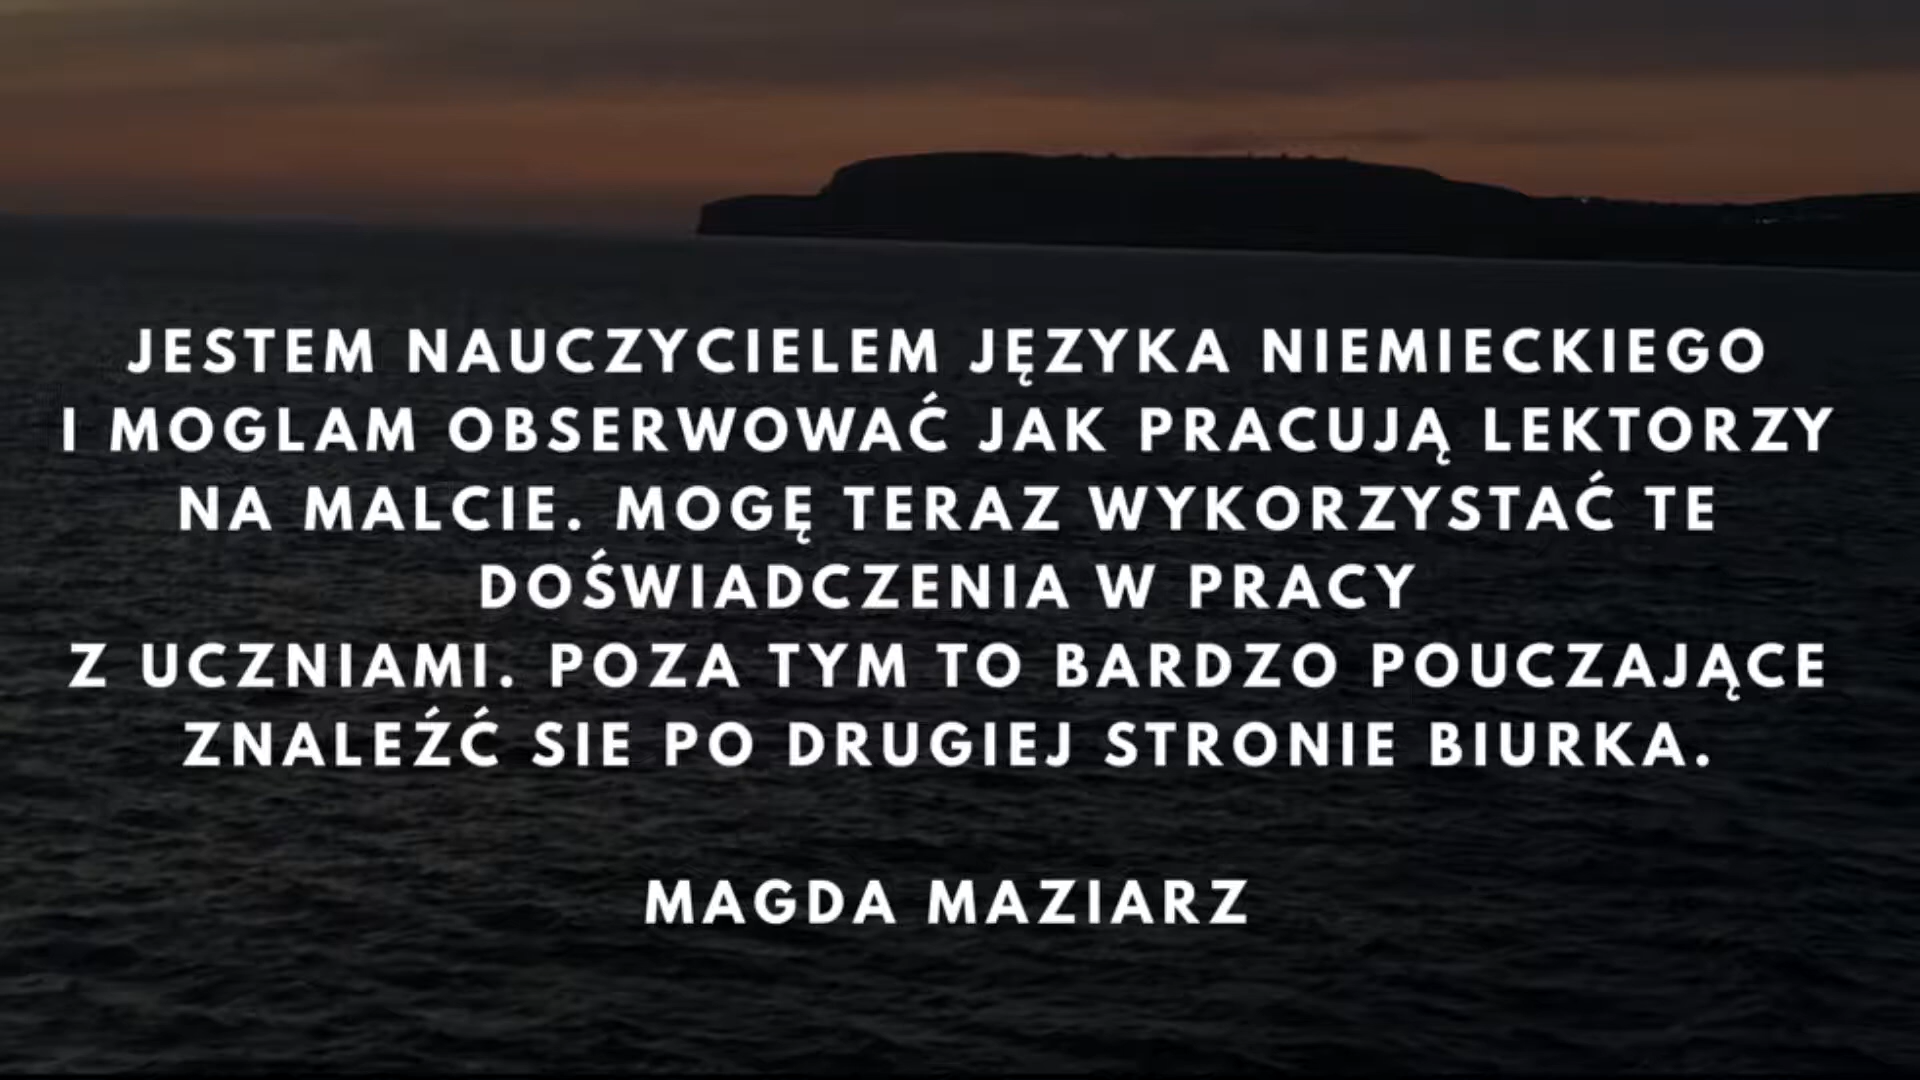 JESTEM NAUCZYCIELEM JĘZYKA NIEMIECKIEGO
I MOGLAM OBSERWOWAĆ JAK PRACUJĄ LEKTORZY
NA MALCIE. MOGĘ TERAZ WYKORZYSTAĆ TE
DOŚWIADCZENIA W PRACY
Z UCZNIAMI. POZA TYM TO BARDZO POUCZAJĄCE
ZNALEŹĆ SIE PO DRUGIEJ STRONIE BIURKA.
MAGDA MAZIARZ